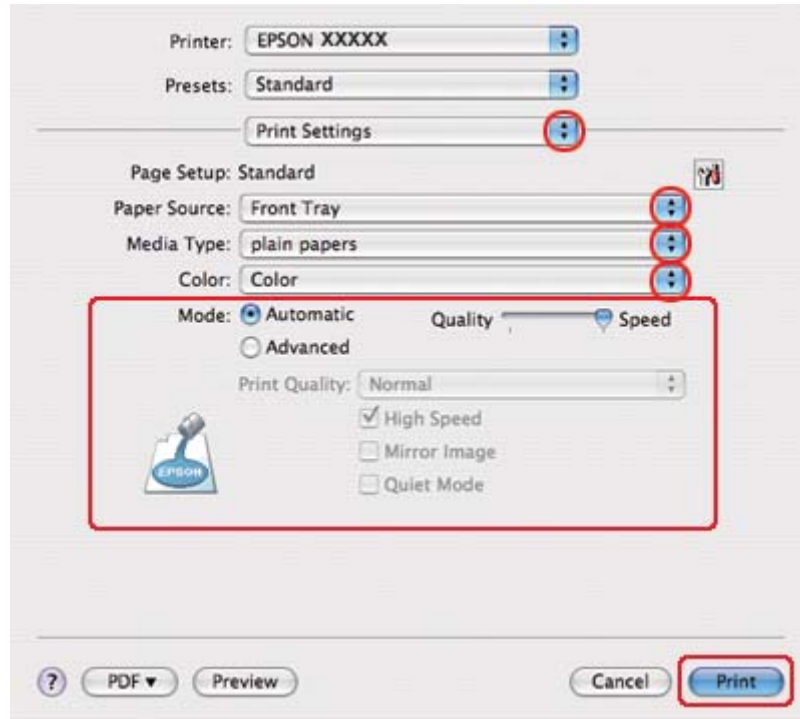 Printer: EPSON XXXXX
Presets: Standard
Print Settings
Page Setup: Standard
Paper Source: Front Tray
Media Type: plain papers
Color: Color
Mode: Automatic Quality Speed
Advanced
Print Quality: Normal
High Speed
Mirror Image
EPSON
Quiet Mode
? PDF▼ Preview Cancel Print